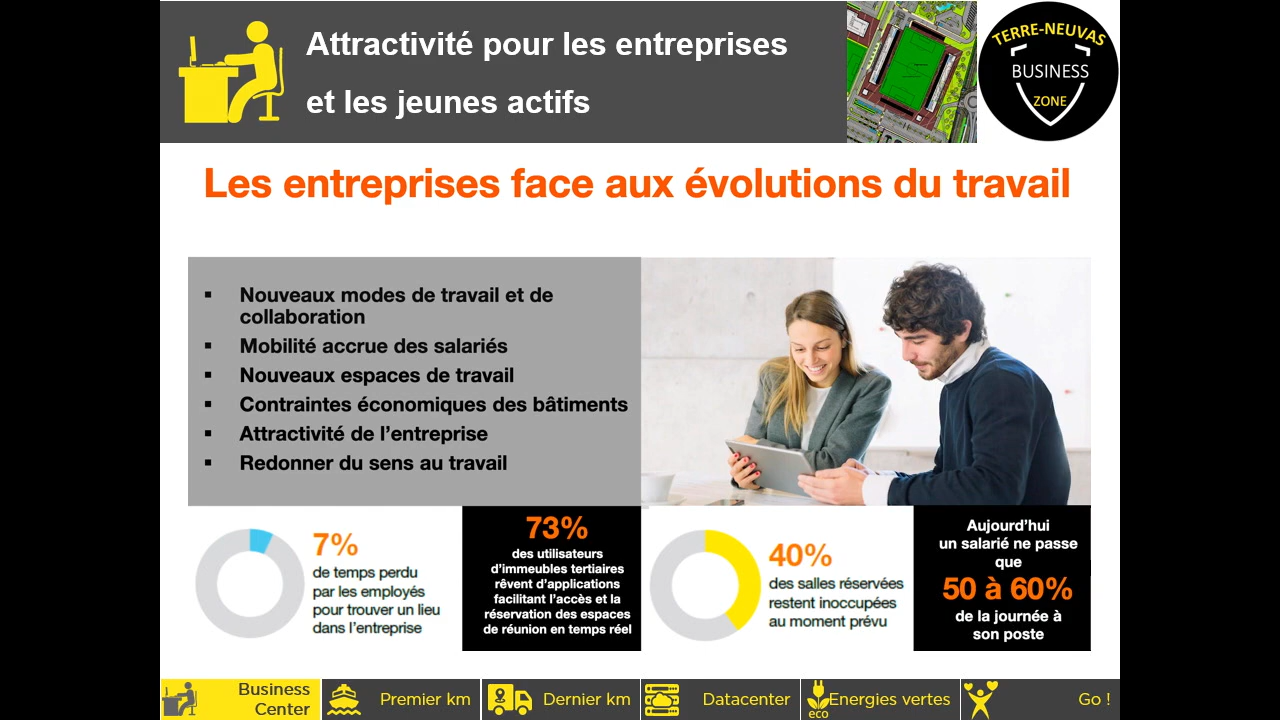 Attractivité pour les entreprises
et les jeunes actifs
TERRE-NEUVAS
BUSINESS
ZONE
Les entreprises face aux évolutions du travail
▪ Nouveaux modes de travail et de
collaboration
▪ Mobilité accrue des salariés
▪ Nouveaux espaces de travail
▪ Contraintes économiques des bâtiments
▪ Attractivité de l’entreprise
▪ Redonner du sens au travail
7%
de temps perdu
par les employés
pour trouver un lieu
dans l’entreprise
73%
des utilisateurs
d’immeubles tertiaires
rêvent d’applications
facilitant l’accès et la
réservation des espaces
de réunion en temps réel
40%
des salles réservées
restent inoccupées
au moment prévu
Aujourd’hui
un salarié ne passe
que
50 à 60%
de la journée à
son poste
Business
Center
Premier km
Dernier km
Datacenter
eco
Energies vertes
Go !